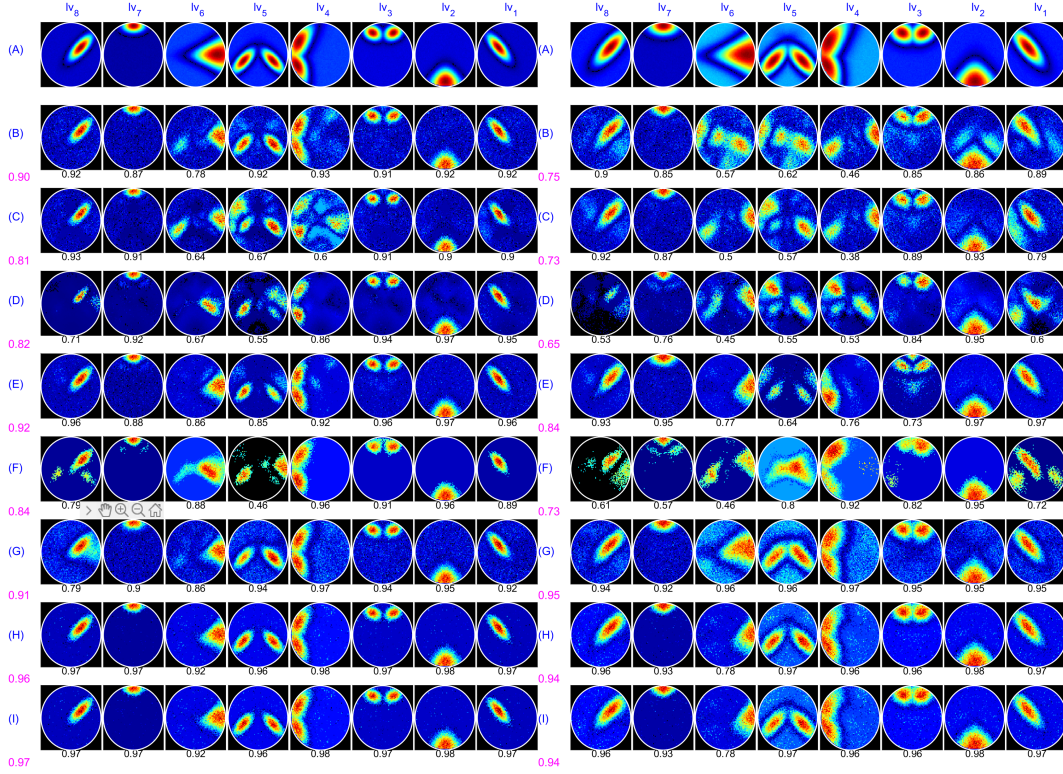 lv8 lv7 lv6 lv5 lv4 lv3 lv2 lv1 lv8 lv7 lv6 lv5 lv4 lv3 lv2 lv1
(A) (A)
(B) (B)
0.92 0.87 0.78 0.92 0.93 0.91 0.92 0.92 0.9 0.85 0.57 0.62 0.46 0.85 0.86 0.89
0.90 0.75
(C) (C)
0.93 0.91 0.64 0.67 0.6 0.91 0.9 0.9 0.92 0.87 0.5 0.57 0.38 0.89 0.93 0.79
0.81 0.73
(D) (D)
0.71 0.92 0.67 0.55 0.86 0.94 0.97 0.95 0.53 0.76 0.45 0.55 0.53 0.84 0.95 0.6
0.82 0.65
(E) (E)
0.96 0.88 0.84 0.85 0.92 0.96 0.97 0.96 0.93 0.95 0.77 0.64 0.76 0.73 0.97 0.97
0.92 0.84
(F) (F)
0.79 0.88 0.46 0.96 0.91 0.96 0.89 0.61 0.57 0.46 0.8 0.92 0.82 0.95 0.72
0.84 0.73
(G) (G)
0.79 0.9 0.86 0.94 0.97 0.94 0.95 0.92 0.94 0.92 0.96 0.96 0.96 0.95 0.95 0.95
0.91 0.95
(H) (H)
0.97 0.97 0.92 0.96 0.98 0.97 0.97 0.97 0.96 0.93 0.78 0.97 0.96 0.96 0.98 0.97
0.96 0.94
(I) (I)
0.97 0.97 0.92 0.96 0.98 0.97 0.98 0.97 0.96 0.93 0.78 0.97 0.96 0.96 0.98 0.97
0.97 0.94